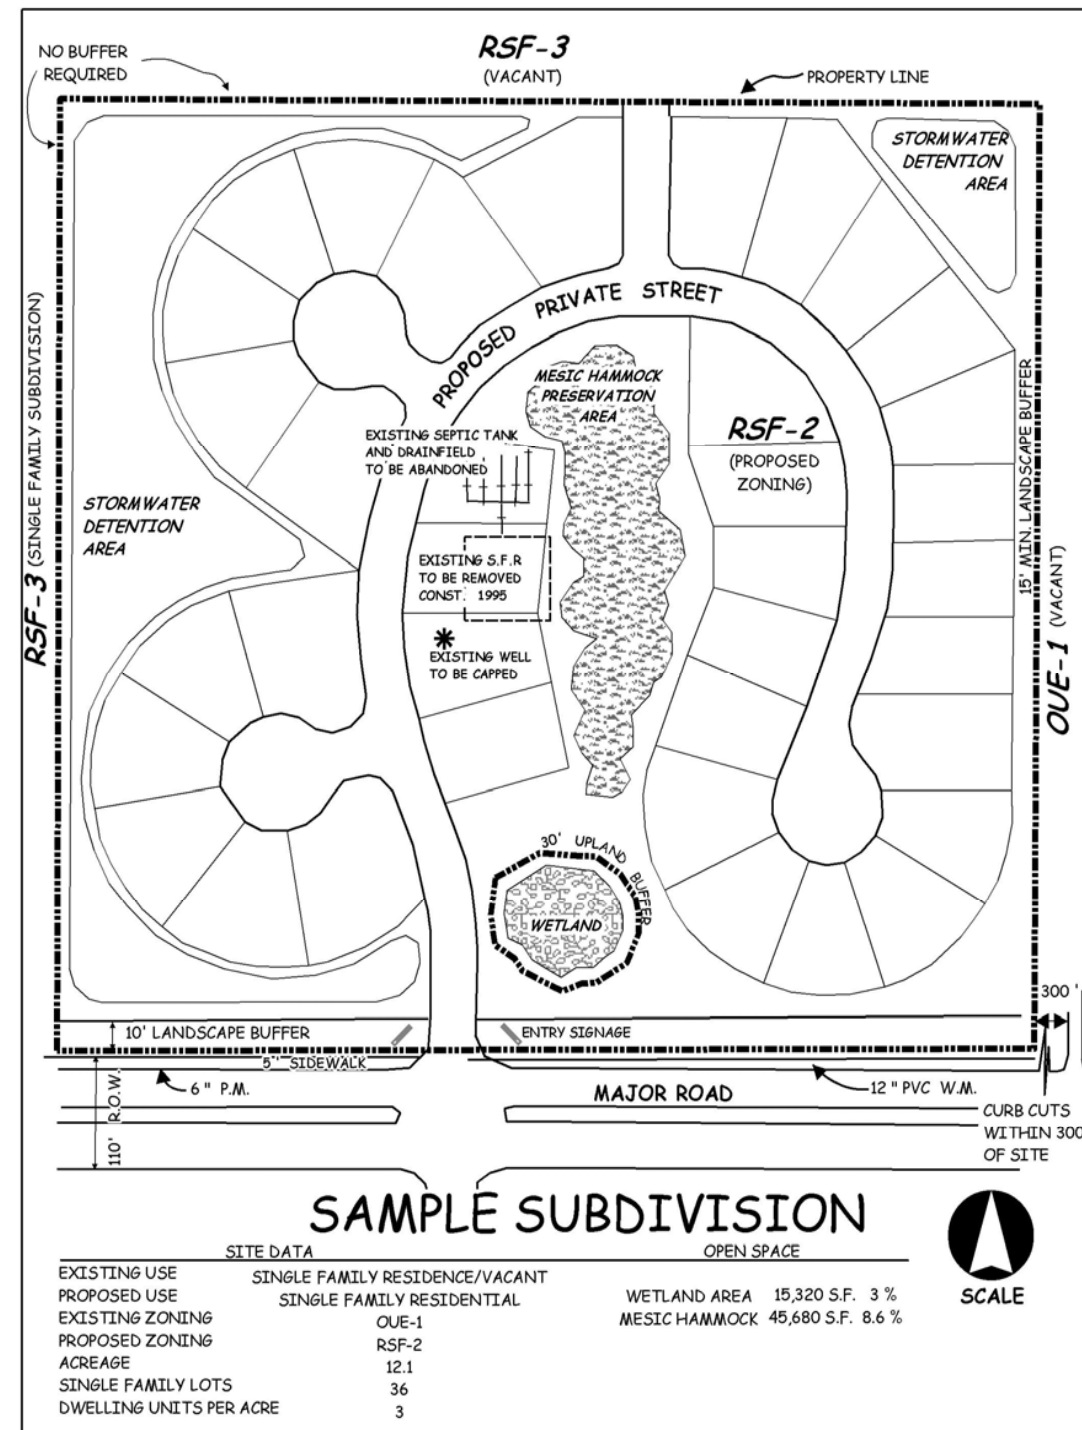 RSF-3
(VACANT)
NO BUFFER
REQUIRED
PROPERTY LINE
STORMWATER
DETENTION
AREA
PROPOSED PRIVATE STREET
RSF-3 (SINGLE FAMILY SUBDIVISION)
MESIC HAMMOCK
PRESERVATION
AREA
15' MIN. LANDSCAPE BUFFER
RSF-2
(PROPOSED
ZONING)
EXISTING SEPTIC TANK
AND DRAINFIELD
TO BE ABANDONED
STORMWATER
DETENTION
AREA
EXISTING S.F.R
TO BE REMOVED
CONST. 1995
OUE-1 (VACANT)
EXISTING WELL
TO BE CAPPED
30' UPLAND BUFFER
WETLAND
300 '
10' LANDSCAPE BUFFER
ENTRY SIGNAGE
5' SIDEWALK
6" P.M.
MAJOR ROAD
12" PVC W.M.
110' R.O.W.
CURB CUTS
WITHIN 300
OF SITE
SAMPLE SUBDIVISION
SCALE
SITE DATA
EXISTING USE SINGLE FAMILY RESIDENCE/VACANT
PROPOSED USE SINGLE FAMILY RESIDENTIAL
EXISTING ZONING OUE-1
PROPOSED ZONING RSF-2
ACREAGE 12.1
SINGLE FAMILY LOTS 36
DWELLING UNITS PER ACRE 3
OPEN SPACE
WETLAND AREA 15,320 S.F. 3 %
MESIC HAMMOCK 45,680 S.F. 8.6 %